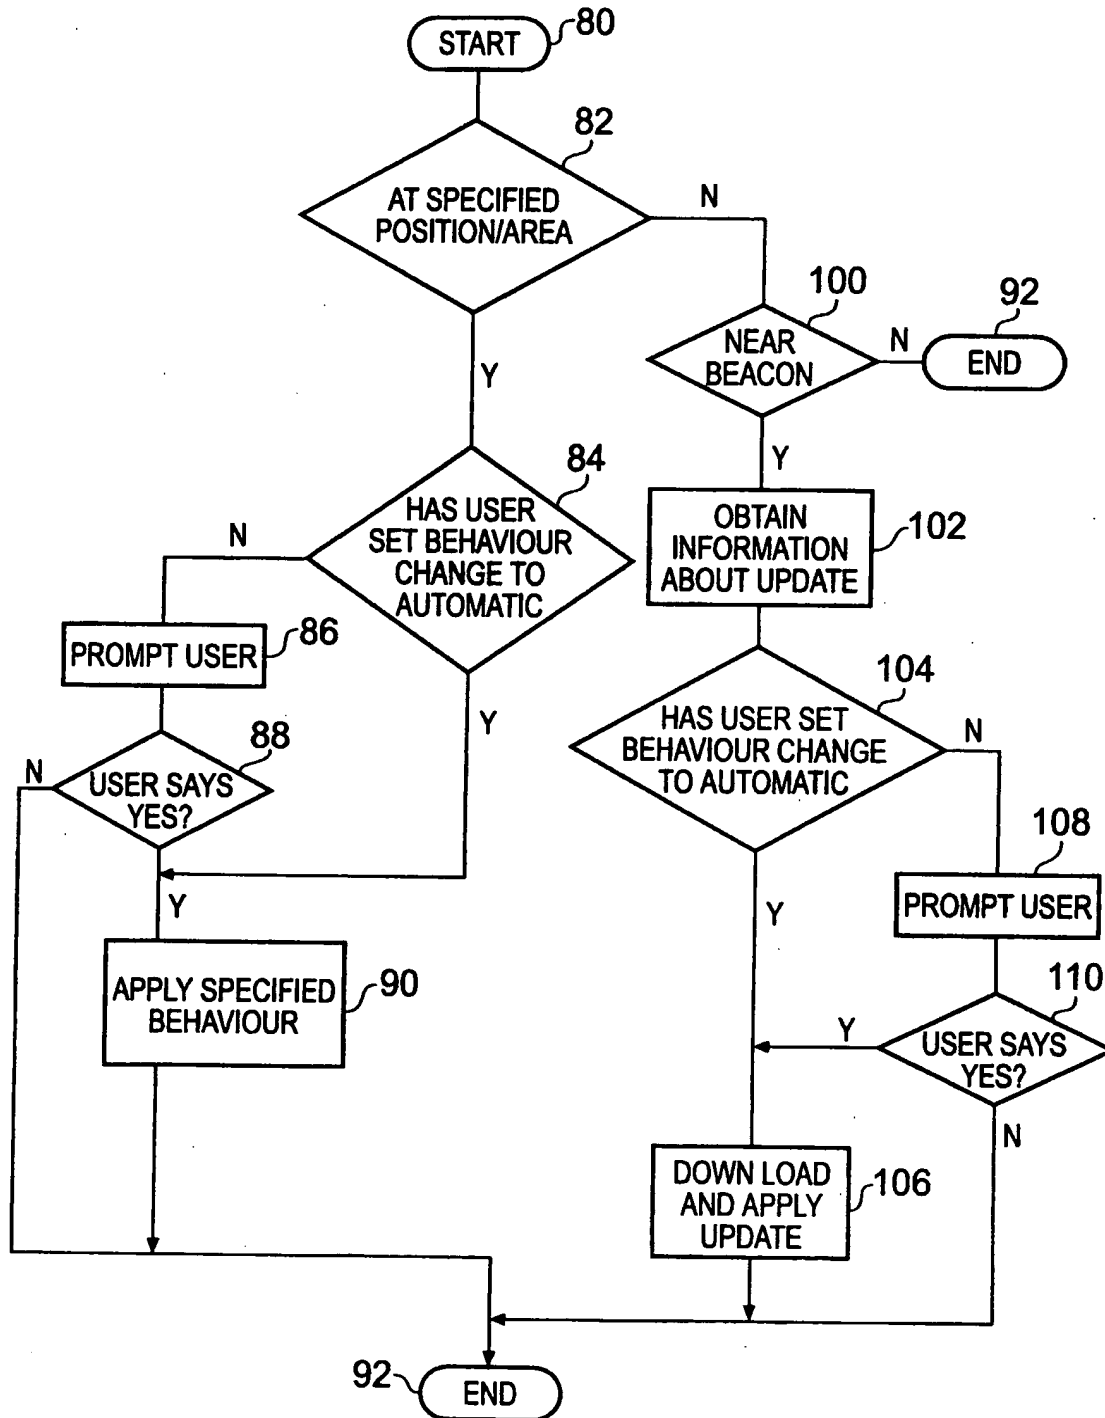 START
80
82
AT SPECIFIED
POSITION/AREA
N
Y
100
NEAR
BEACON
N
92
END
Y
84
HAS USER
SET BEHAVIOUR
CHANGE TO
AUTOMATIC
N
Y
OBTAIN
INFORMATION
ABOUT UPDATE
102
86
PROMPT USER
88
USER SAYS
YES?
N
Y
104
HAS USER SET
BEHAVIOUR CHANGE
TO AUTOMATIC
N
Y
108
PROMPT USER
110
USER SAYS
YES?
Y
N
APPLY SPECIFIED
BEHAVIOUR
90
DOWN LOAD
AND APPLY
UPDATE
106
92
END